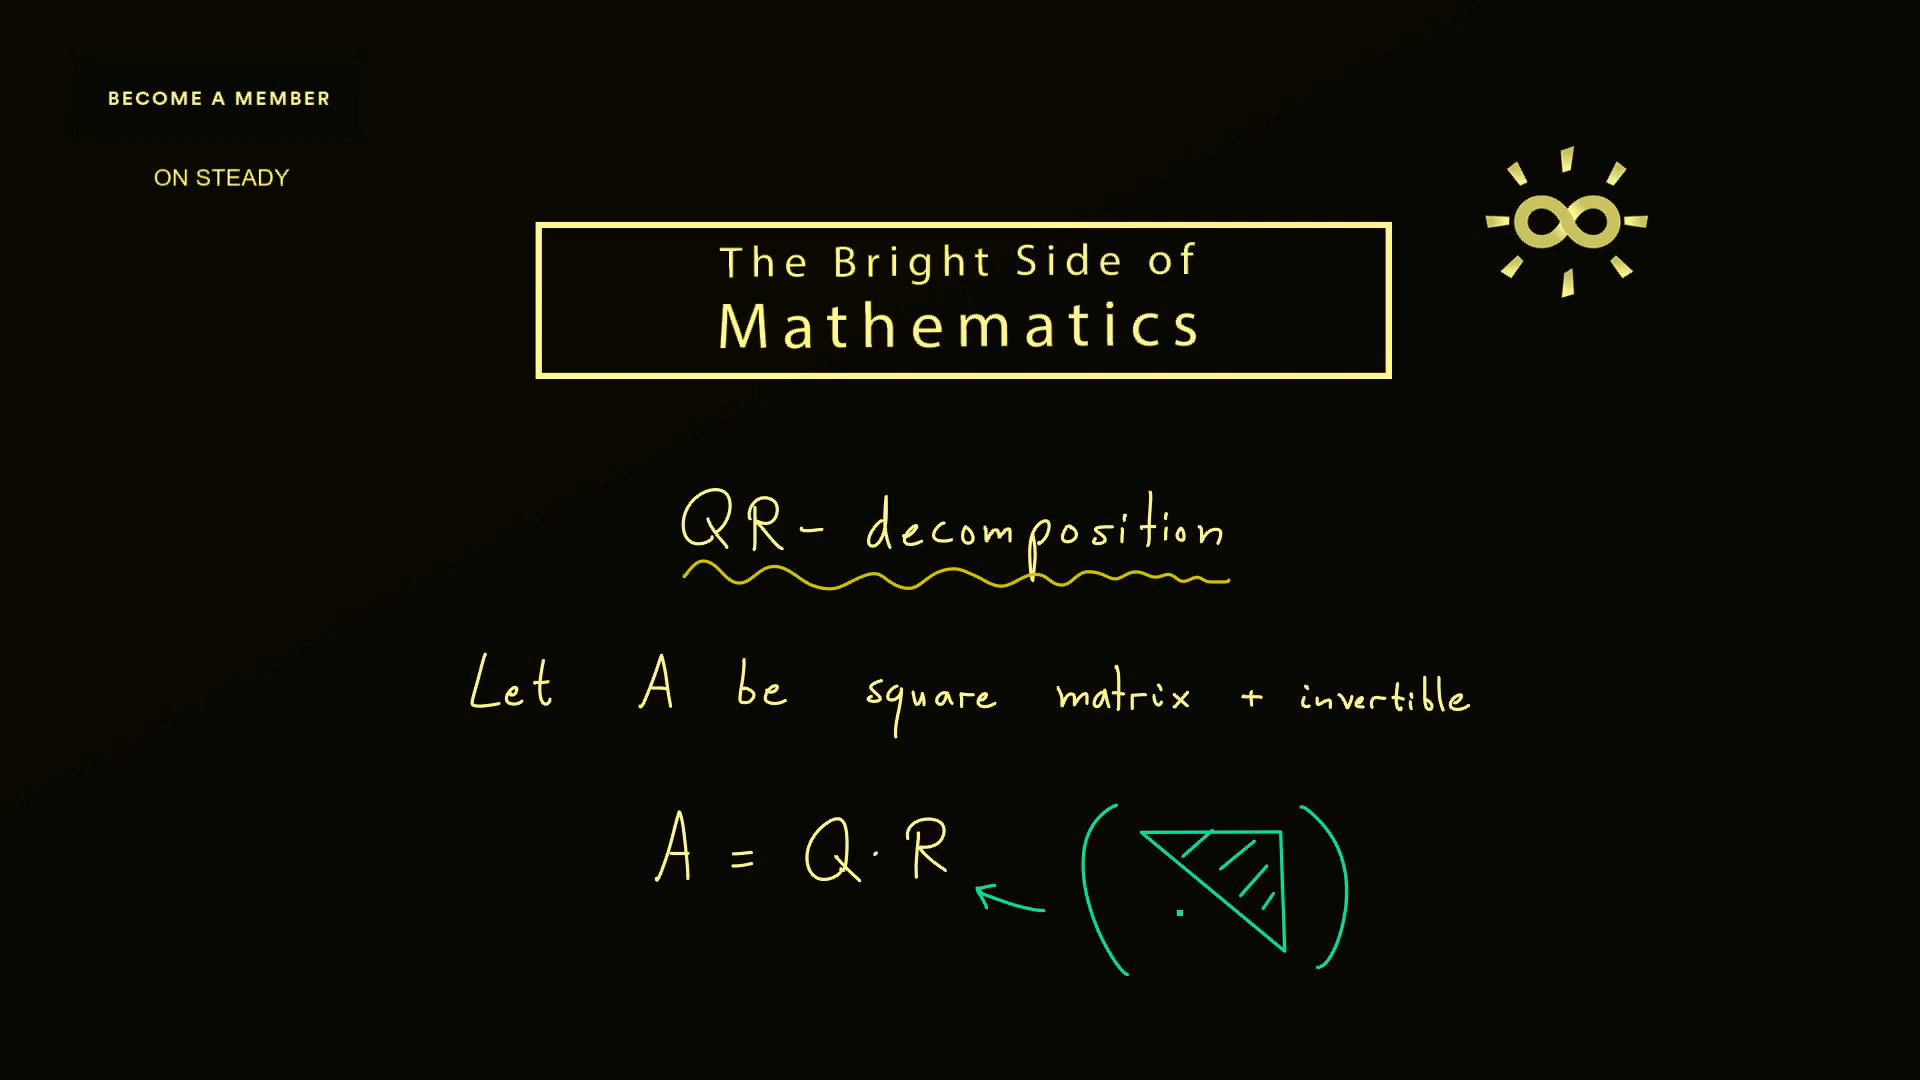 BECOME A MEMBER
ON STEADY
The Bright Side of
Mathematics
QR - decomposition
Let A be square matrix + invertible
A = Q · R